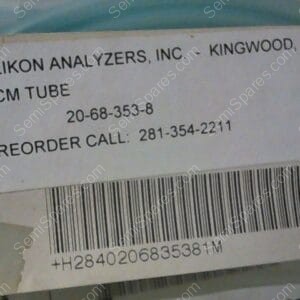 LIKON ANALYZERS, INC. - KINGWOOD,
CM TUBE
20-68-353-8
REORDER CALL: 281-354-2211
+H2840206835381M